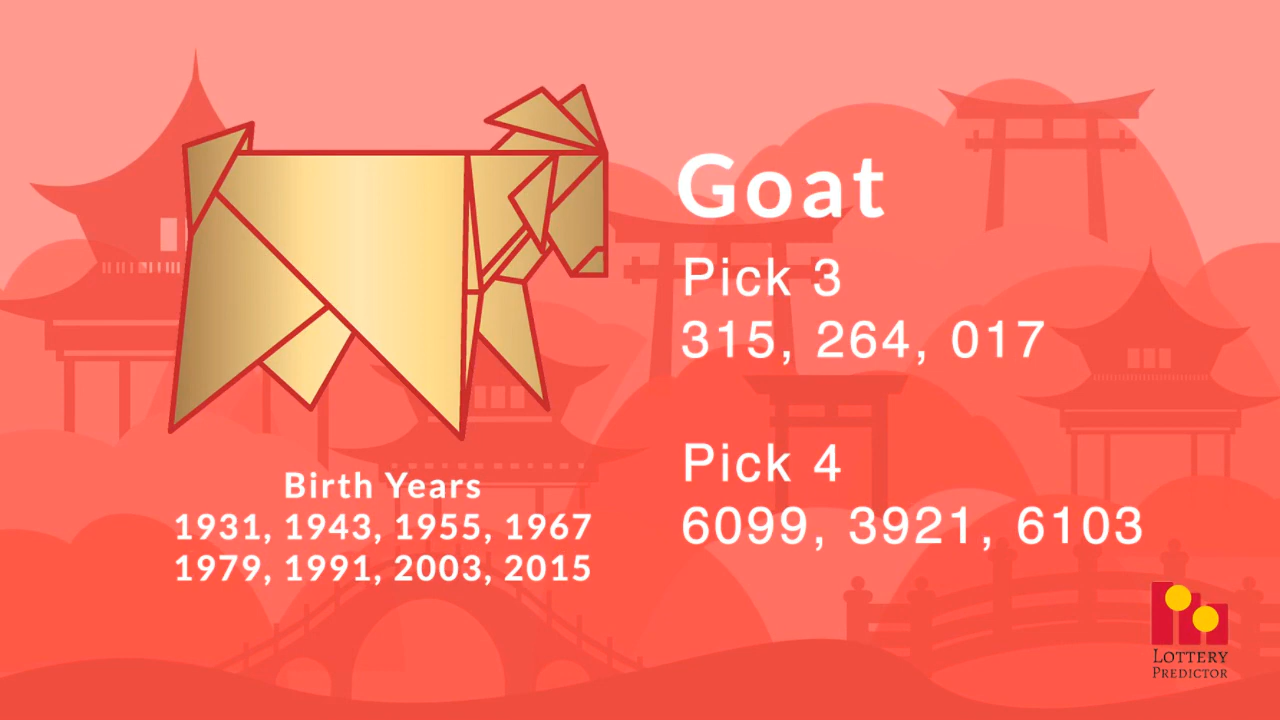 Goat
Pick 3
315, 264, 017
Pick 4
6099, 3921, 6103
Birth Years
1931, 1943, 1955, 1967
1979, 1991, 2003, 2015
LOTTERY
PREDICTOR